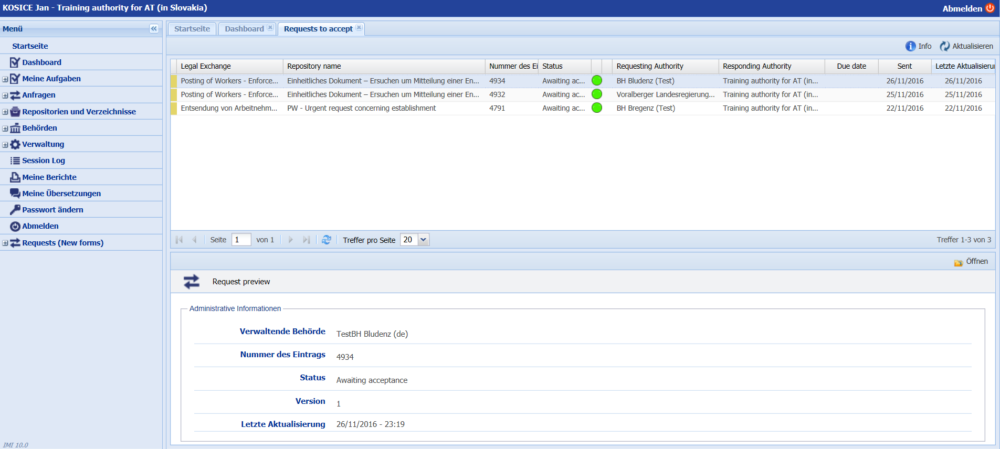 KOSICE Jan - Training authority for AT (in Slovakia)
Abmelden
Menü
Startseite
Dashboard
Meine Aufgaben
Anfragen
Repositorien und Verzeichnisse
Behörden
Verwaltung
Session Log
Meine Berichte
Meine Übersetzungen
Passwort ändern
Abmelden
Requests (New forms)
IMI 10.0
Startseite Dashboard Requests to accept
Info Aktualisieren
Legal Exchange Repository name Nummer des Ei Status Requesting Authority Responding Authority Due date Sent Letzte Aktualisierun
Posting of Workers - Enforce... Einheitliches Dokument – Ersuchen um Mitteilung einer En... 4934 Awaiting ac... BH Bludenz (Test) Training authority for AT (in... 26/11/2016 26/11/2016
Posting of Workers - Enforce... Einheitliches Dokument – Ersuchen um Mitteilung einer En... 4932 Awaiting ac... Voralberger Landesregierung... Training authority for AT (in... 25/11/2016 25/11/2016
Entsendung von Arbeitnehm... PW - Urgent request concerning establishment 4791 Awaiting ac... BH Bregenz (Test) Training authority for AT (in... 22/11/2016 22/11/2016
Seite 1 von 1 Treffer pro Seite 20 Treffer 1-3 von 3
Öffnen
Request preview
Administrative Informationen
Verwaltende Behörde TestBH Bludenz (de)
Nummer des Eintrags 4934
Status Awaiting acceptance
Version 1
Letzte Aktualisierung 26/11/2016 - 23:19